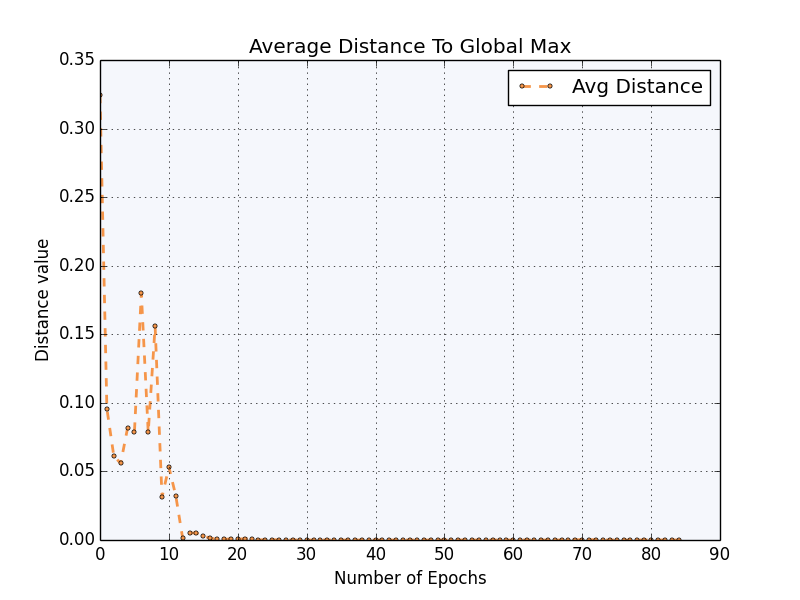 Average Distance To Global Max
0.35
Avg Distance
0.30
0.25
0.20
0.15
0.10
0.05
0.00
Distance value
0 10 20 30 40 50 60 70 80 90
Number of Epochs